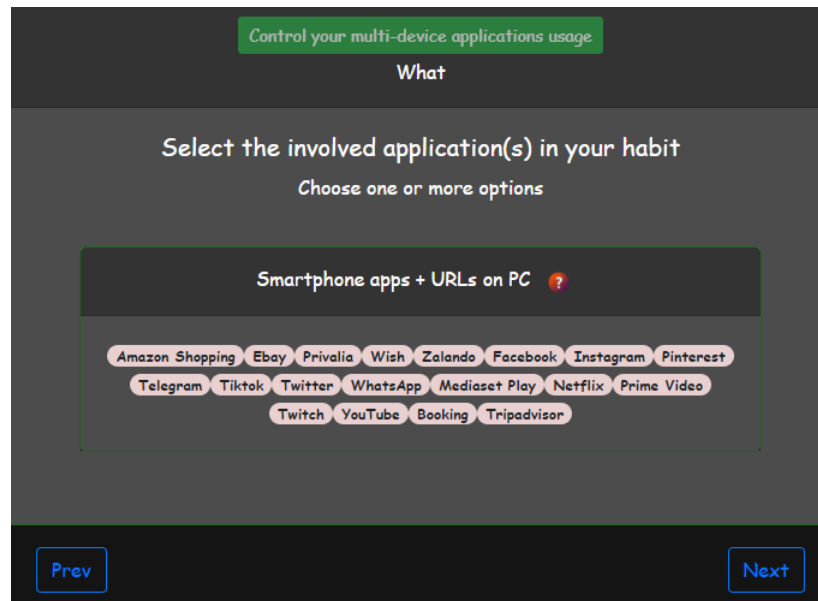 Control your multi-device applications usage
What
Select the involved application(s) in your habit
Choose one or more options
Smartphone apps + URLs on PC ?
Amazon Shopping Ebay Privalia Wish Zalando Facebook Instagram Pinterest
Telegram Tiktok Twitter WhatsApp Mediaset Play Netflix Prime Video
Twitch YouTube Booking Tripadvisor
Prev Next